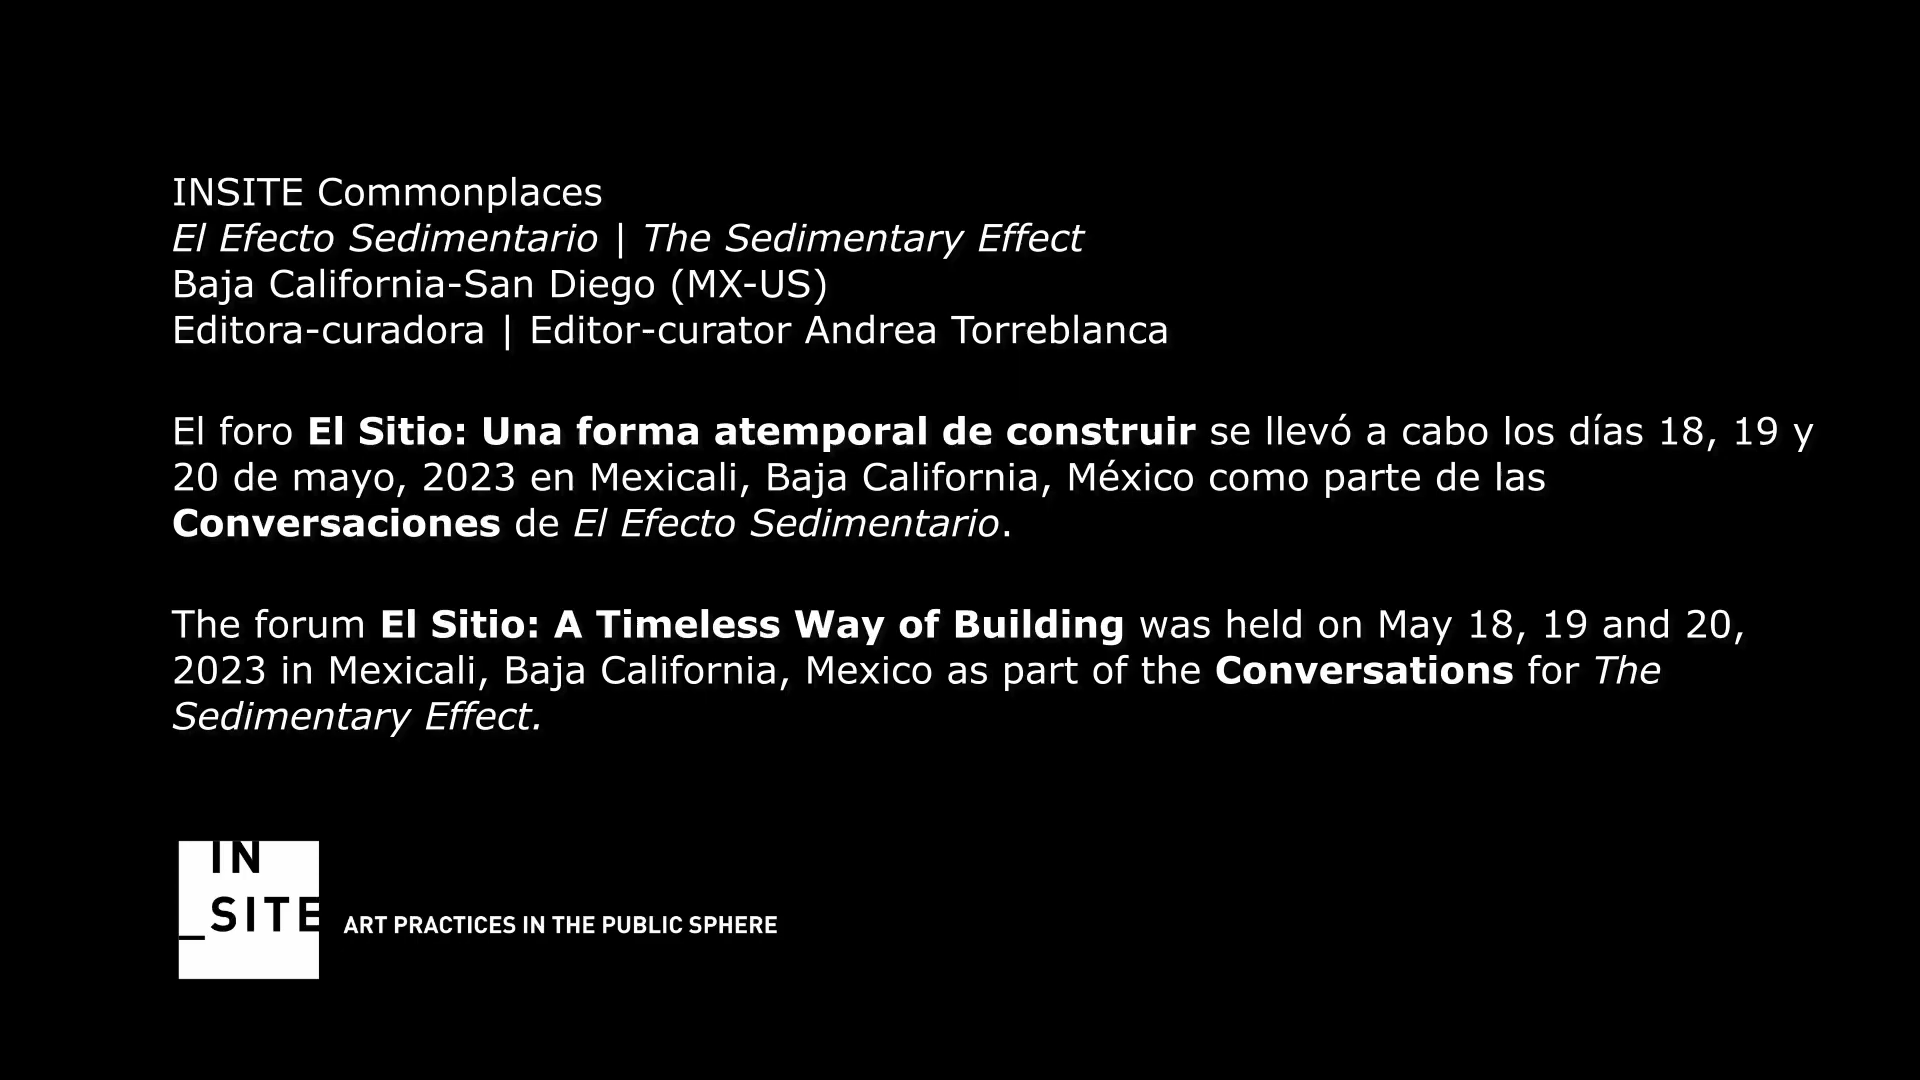 INSITE Commonplaces
El Efecto Sedimentario | The Sedimentary Effect
Baja California-San Diego (MX-US)
Editora-curadora | Editor-curator Andrea Torreblanca
El foro El Sitio: Una forma atemporal de construir se llevó a cabo los días 18, 19 y
20 de mayo, 2023 en Mexicali, Baja California, México como parte de las
Conversaciones de El Efecto Sedimentario.
The forum El Sitio: A Timeless Way of Building was held on May 18, 19 and 20,
2023 in Mexicali, Baja California, Mexico as part of the Conversations for The
Sedimentary Effect.
IN
_SITE
ART PRACTICES IN THE PUBLIC SPHERE